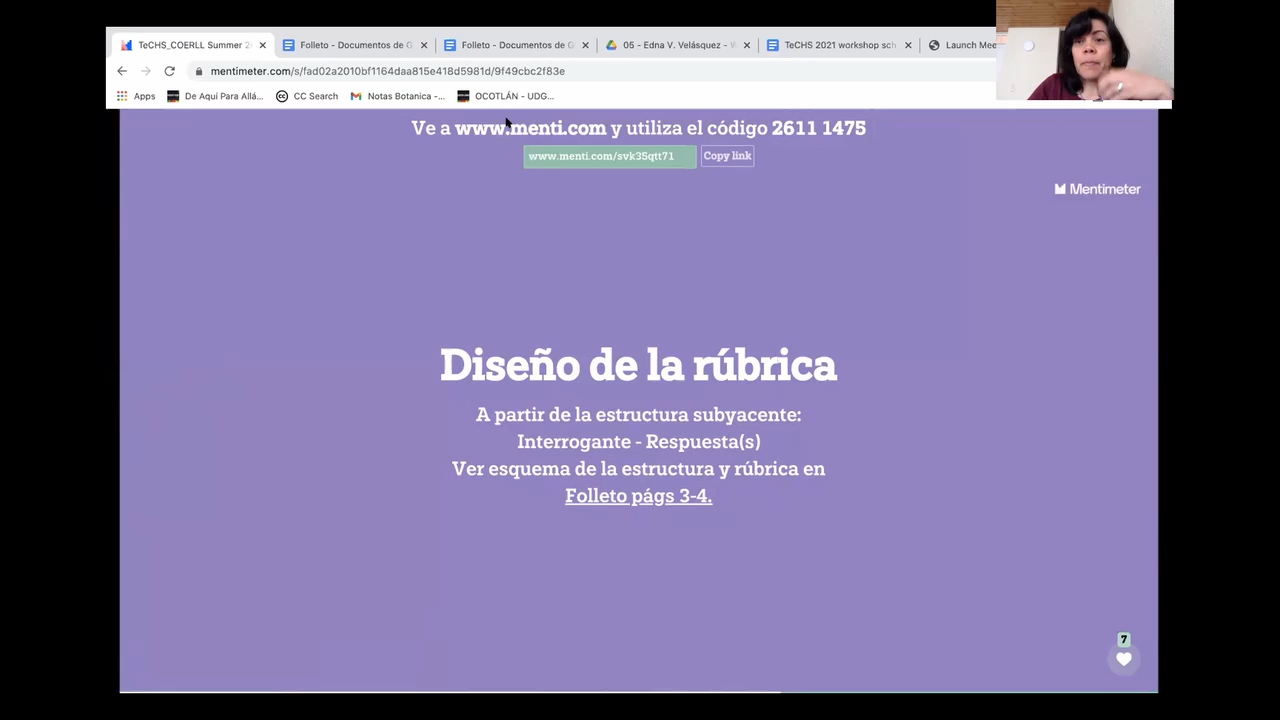 TeCHS_COERLL Summer 2
Folleto - Documentos de G
Folleto - Documentos de G
05 - Edna V. Velásquez - W
TeCHS 2021 workshop sch
Launch Mee
mentimeter.com/s/fad02a2010bf1164daa815e418d5981d/9f49cbc2f83e
Apps
De Aquí Para Allá...
CC Search
Notas Botanica -...
OCOTLÁN - UDG...
Ve a www.menti.com y utiliza el código 2611 1475
www.menti.com/svk35qtt71
Copy link
Mentimeter
Diseño de la rúbrica
A partir de la estructura subyacente:
Interrogante - Respuesta(s)
Ver esquema de la estructura y rúbrica en
Folleto págs 3-4.
7